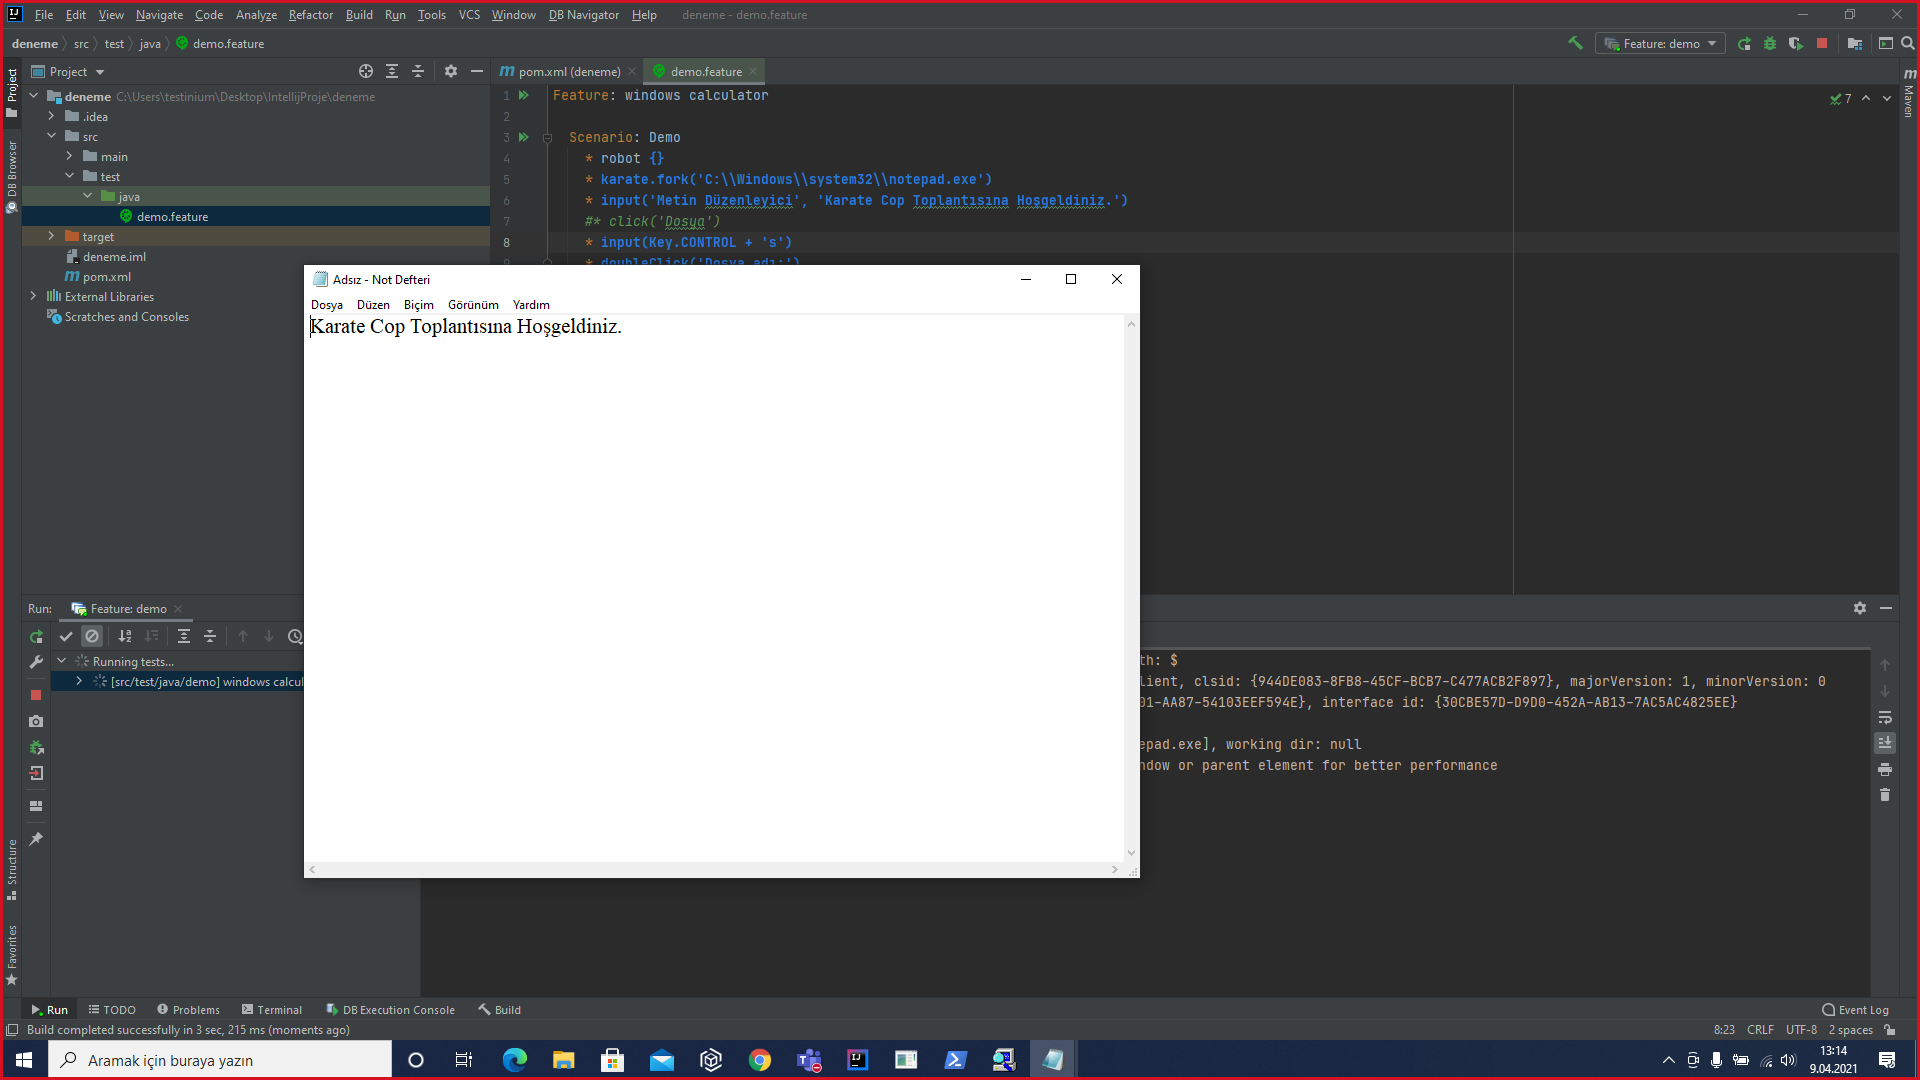 File Edit View Navigate Code Analyze Refactor Build Run Tools VCS Window DB Navigator Help deneme - demo.feature
deneme src test java demo.feature
Feature: demo
Project
pom.xml (deneme)
demo.feature
deneme C:\Users\testinium\Desktop\IntellijProje\deneme
.idea
src
main
test
java
demo.feature
target
deneme.iml
pom.xml
External Libraries
Scratches and Consoles
Project
DB Browser
Structure
Favorites
Maven
7
1 Feature: windows calculator
2
3 Scenario: Demo
4 * robot {}
5 * karate.fork('C:\\Windows\\system32\\notepad.exe')
6 * input('Metin Düzenleyici', 'Karate Cop Toplantısına Hoşgeldiniz.')
7 #* click('Dosya')
8 * input(Key.CONTROL + 's')
* doubleClick('Dosya adı:')
Adsız - Not Defteri
Dosya Düzen Biçim Görünüm Yardım
Karate Cop Toplantısına Hoşgeldiniz.
Run: Feature: demo
Running tests...
[src/test/java/demo] windows calcul
th: $
lient, clsid: {944DE083-8FB8-45CF-BCB7-C477ACB2F897}, majorVersion: 1, minorVersion: 0
01-AA87-54103EEF594E}, interface id: {30CBE57D-D9D0-452A-AB13-7AC5AC4825EE}
epad.exe], working dir: null
ndow or parent element for better performance
Run TODO Problems Terminal DB Execution Console Build Event Log
Build completed successfully in 3 sec, 215 ms (moments ago) 8:23 CRLF UTF-8 2 spaces
Aramak için buraya yazın
13:14
9.04.2021